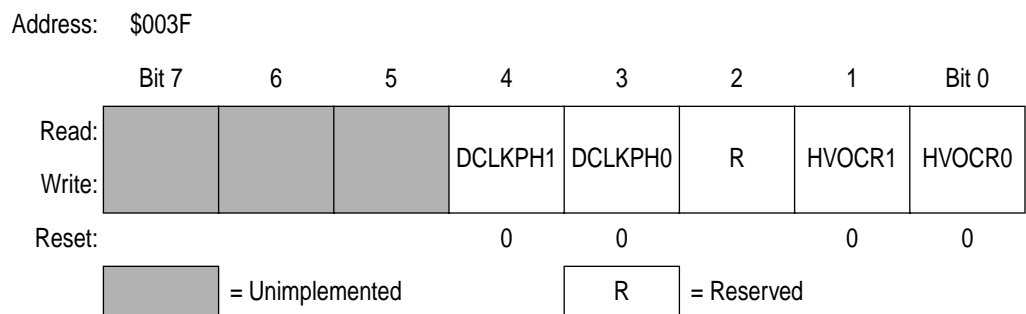 Address: $003F
Bit 7 6 5 4 3 2 1 Bit 0
Read:
DCLKPH1 DCLKPH0 R HVOCR1 HVOCR0
Write:
Reset: 0 0 0 0
= Unimplemented R = Reserved